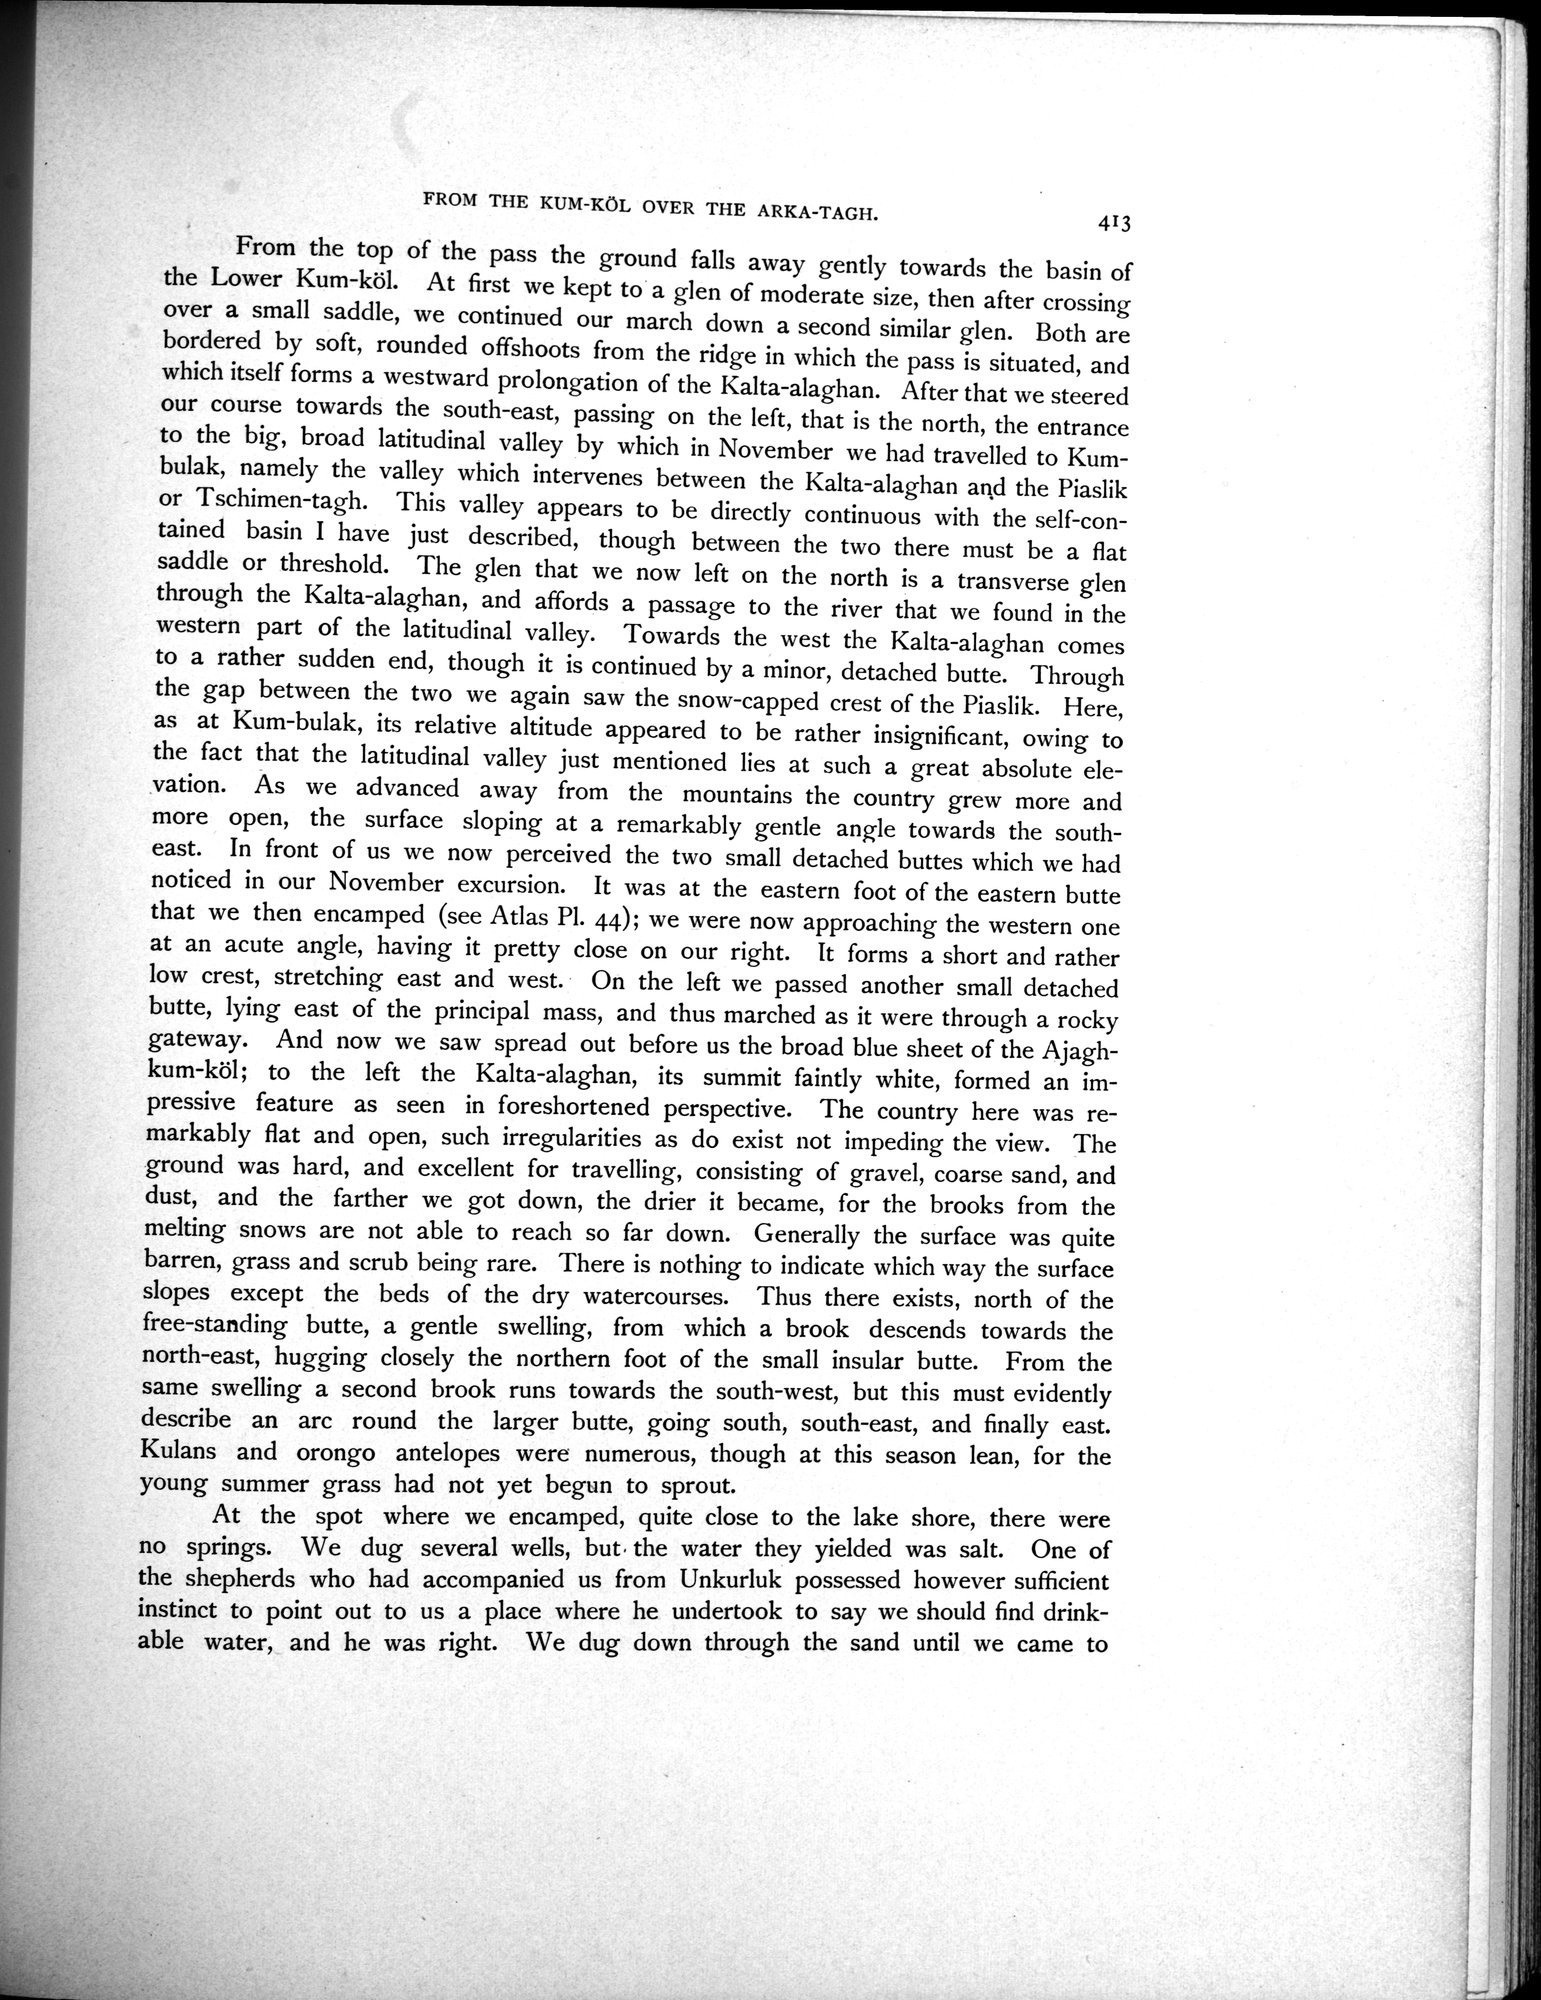 FROM THE KUM-KÖL OVER THE ARKA-TAGH.
413
From the top of the pass the ground falls away gently towards the basin of
the Lower Kum-köl. At first we kept to a glen of moderate size, then after crossing
over a small saddle, we continued our march down a second similar glen. Both are
bordered by soft, rounded offshoots from the ridge in which the pass is situated, and
which itself forms a westward prolongation of the Kalta-alaghan. After that we steered
our course towards the south-east, passing on the left, that is the north, the entrance
to the big, broad latitudinal valley by which in November we had travelled to Kum-
bulak, namely the valley which intervenes between the Kalta-alaghan and the Piaslik
or Tschimen-tagh. This valley appears to be directly continuous with the self-con-
tained basin I have just described, though between the two there must be a flat
saddle or threshold. The glen that we now left on the north is a transverse glen
through the Kalta-alaghan, and affords a passage to the river that we found in the
western part of the latitudinal valley. Towards the west the Kalta-alaghan comes
to a rather sudden end, though it is continued by a minor, detached butte. Through
the gap between the two we again saw the snow-capped crest of the Piaslik. Here,
as at Kum-bulak, its relative altitude appeared to be rather insignificant, owing to
the fact that the latitudinal valley just mentioned lies at such a great absolute ele-
vation. As we advanced away from the mountains the country grew more and
more open, the surface sloping at a remarkably gentle angle towards the south-
east. In front of us we now perceived the two small detached buttes which we had
noticed in our November excursion. It was at the eastern foot of the eastern butte
that we then encamped (see Atlas Pl. 44); we were now approaching the western one
at an acute angle, having it pretty close on our right. It forms a short and rather
low crest, stretching east and west. On the left we passed another small detached
butte, lying east of the principal mass, and thus marched as it were through a rocky
gateway. And now we saw spread out before us the broad blue sheet of the Ajagh-
kum-köl; to the left the Kalta-alaghan, its summit faintly white, formed an im-
pressive feature as seen in foreshortened perspective. The country here was re-
markably flat and open, such irregularities as do exist not impeding the view. The
ground was hard, and excellent for travelling, consisting of gravel, coarse sand, and
dust, and the farther we got down, the drier it became, for the brooks from the
melting snows are not able to reach so far down. Generally the surface was quite
barren, grass and scrub being rare. There is nothing to indicate which way the surface
slopes except the beds of the dry watercourses. Thus there exists, north of the
free-standing butte, a gentle swelling, from which a brook descends towards the
north-east, hugging closely the northern foot of the small insular butte. From the
same swelling a second brook runs towards the south-west, but this must evidently
describe an arc round the larger butte, going south, south-east, and finally east.
Kulans and orongo antelopes were numerous, though at this season lean, for the
young summer grass had not yet begun to sprout.
At the spot where we encamped, quite close to the lake shore, there were
no springs. We dug several wells, but the water they yielded was salt. One of
the shepherds who had accompanied us from Unkurluk possessed however sufficient
instinct to point out to us a place where he undertook to say we should find drink-
able water, and he was right. We dug down through the sand until we came to